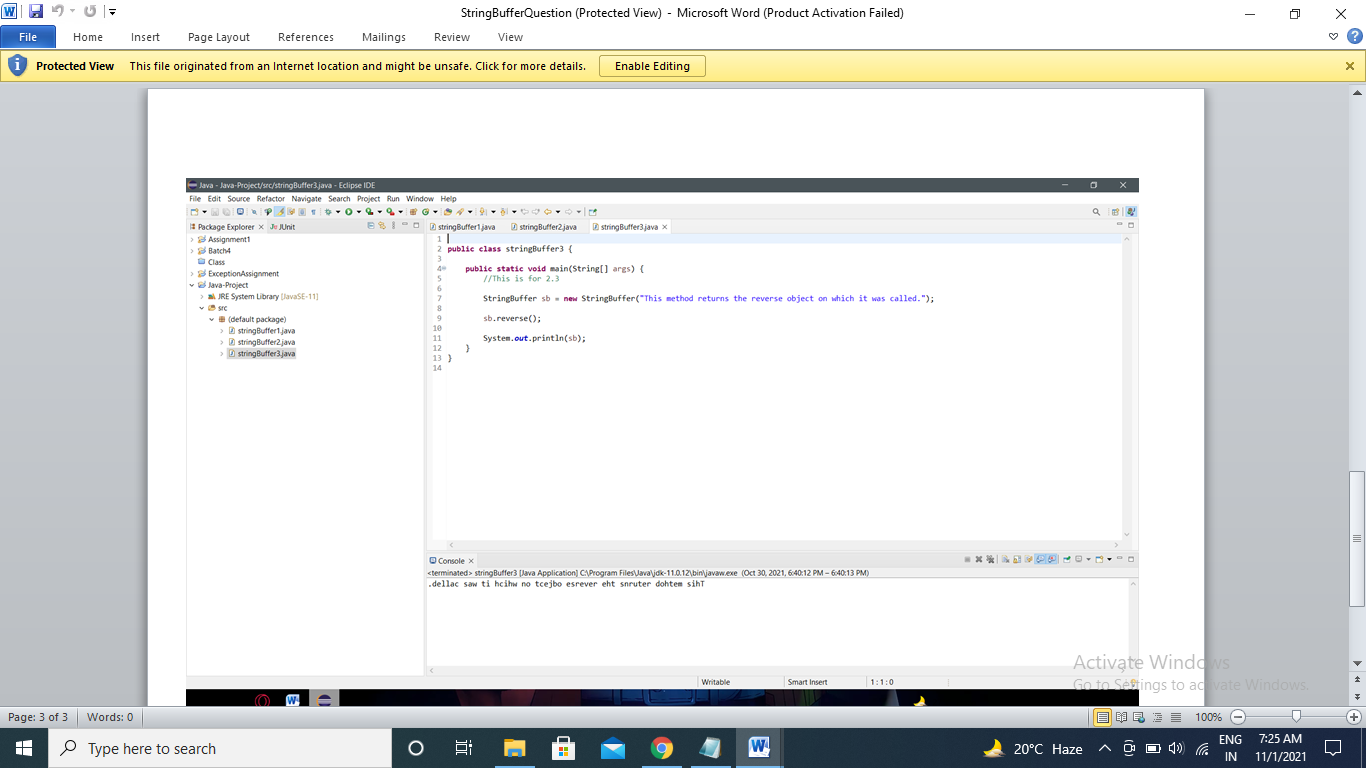 StringBufferQuestion (Protected View) - Microsoft Word (Product Activation Failed)
File Home Insert Page Layout References Mailings Review View
Protected View This file originated from an Internet location and might be unsafe. Click for more details. Enable Editing
Java - Java-Project/src/stringBuffer3.java - Eclipse IDE
File Edit Source Refactor Navigate Search Project Run Window Help
Package Explorer JUnit
Assignment1
Batch4
Class
ExceptionAssignment
Java-Project
JRE System Library [JavaSE-11]
src
(default package)
stringBuffer1.java
stringBuffer2.java
stringBuffer3.java
stringBuffer1.java stringBuffer2.java stringBuffer3.java
1
2 public class stringBuffer3 {
3
4 public static void main(String[] args) {
5 //This is for 2.3
6
7 StringBuffer sb = new StringBuffer("This method returns the reverse object on which it was called.");
8
9 sb.reverse();
10
11 System.out.println(sb);
12 }
13 }
14
Console
<terminated> stringBuffer3 [Java Application] C:\Program Files\Java\jdk-11.0.12\bin\javaw.exe (Oct 30, 2021, 6:40:12 PM – 6:40:13 PM)
.dellac saw ti hcihw no tcejbo esrever eht snruter dohtem sihT
Writable Smart Insert 1 : 1 : 0
Activate Windows
Go to Settings to activate Windows.
Page: 3 of 3 Words: 0 100%
Type here to search 20°C Haze ENG IN 7:25 AM 11/1/2021